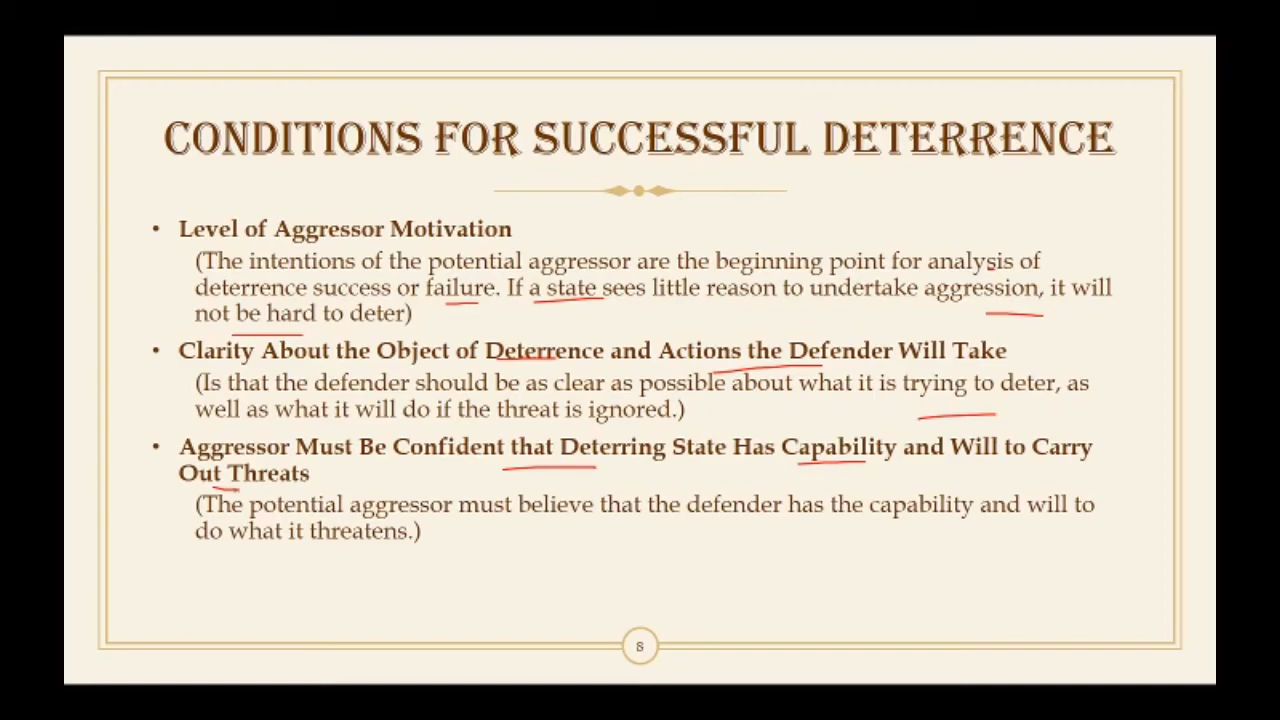 CONDITIONS FOR SUCCESSFUL DETERRENCE
• Level of Aggressor Motivation
(The intentions of the potential aggressor are the beginning point for analysis of
deterrence success or failure. If a state sees little reason to undertake aggression, it will
not be hard to deter)
• Clarity About the Object of Deterrence and Actions the Defender Will Take
(Is that the defender should be as clear as possible about what it is trying to deter, as
well as what it will do if the threat is ignored.)
• Aggressor Must Be Confident that Deterring State Has Capability and Will to Carry
Out Threats
(The potential aggressor must believe that the defender has the capability and will to
do what it threatens.)
8